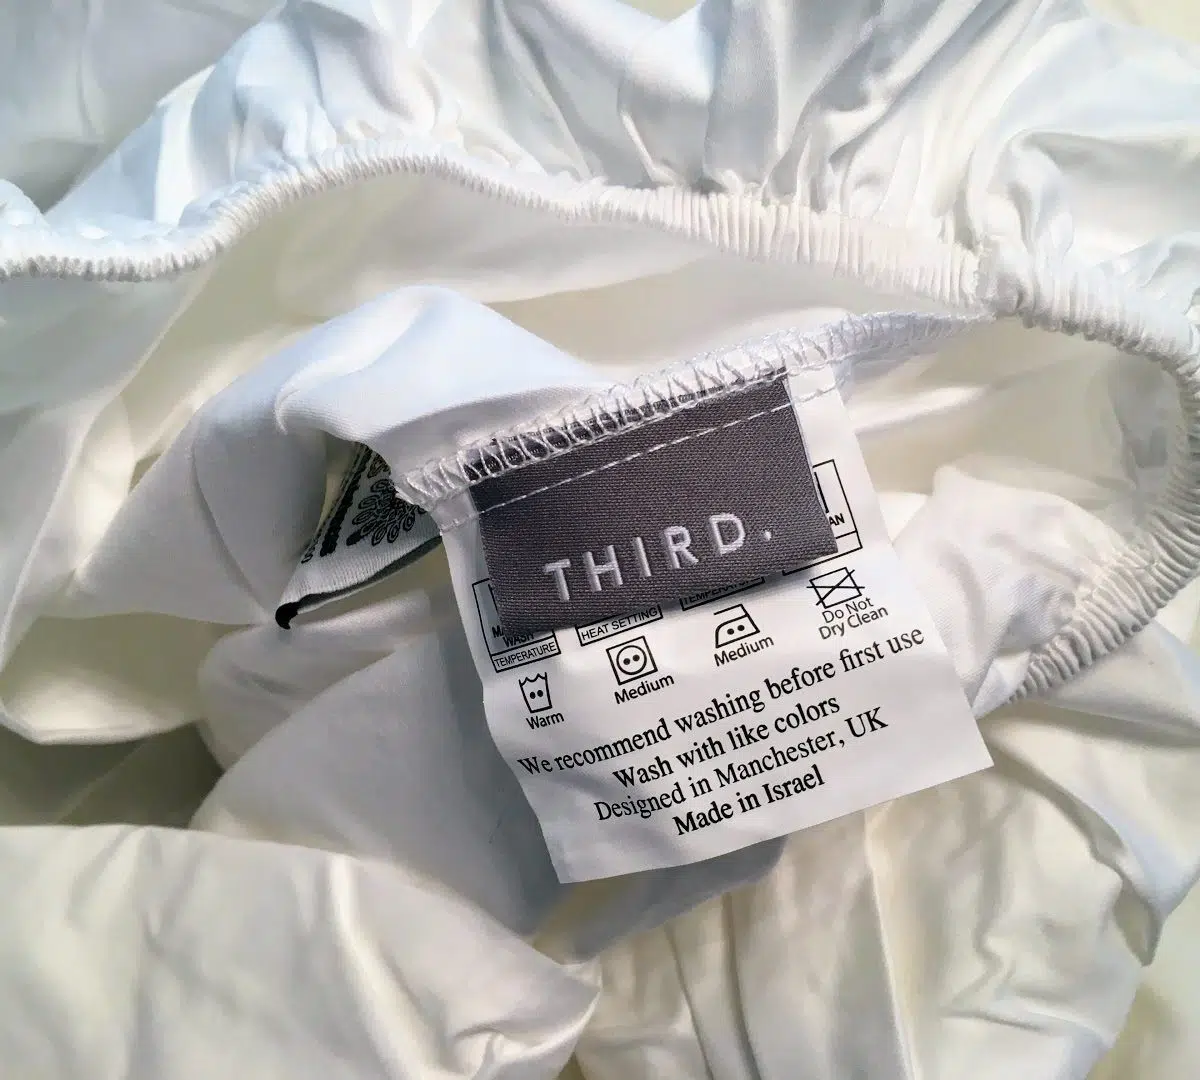 THIRD.
AN
WASH
TEMPERATURE
HEAT SETTING
Warm
Medium
Medium
Do Not
Dry Clean
We recommend washing before first use
Wash with like colors
Designed in Manchester, UK
Made in Israel